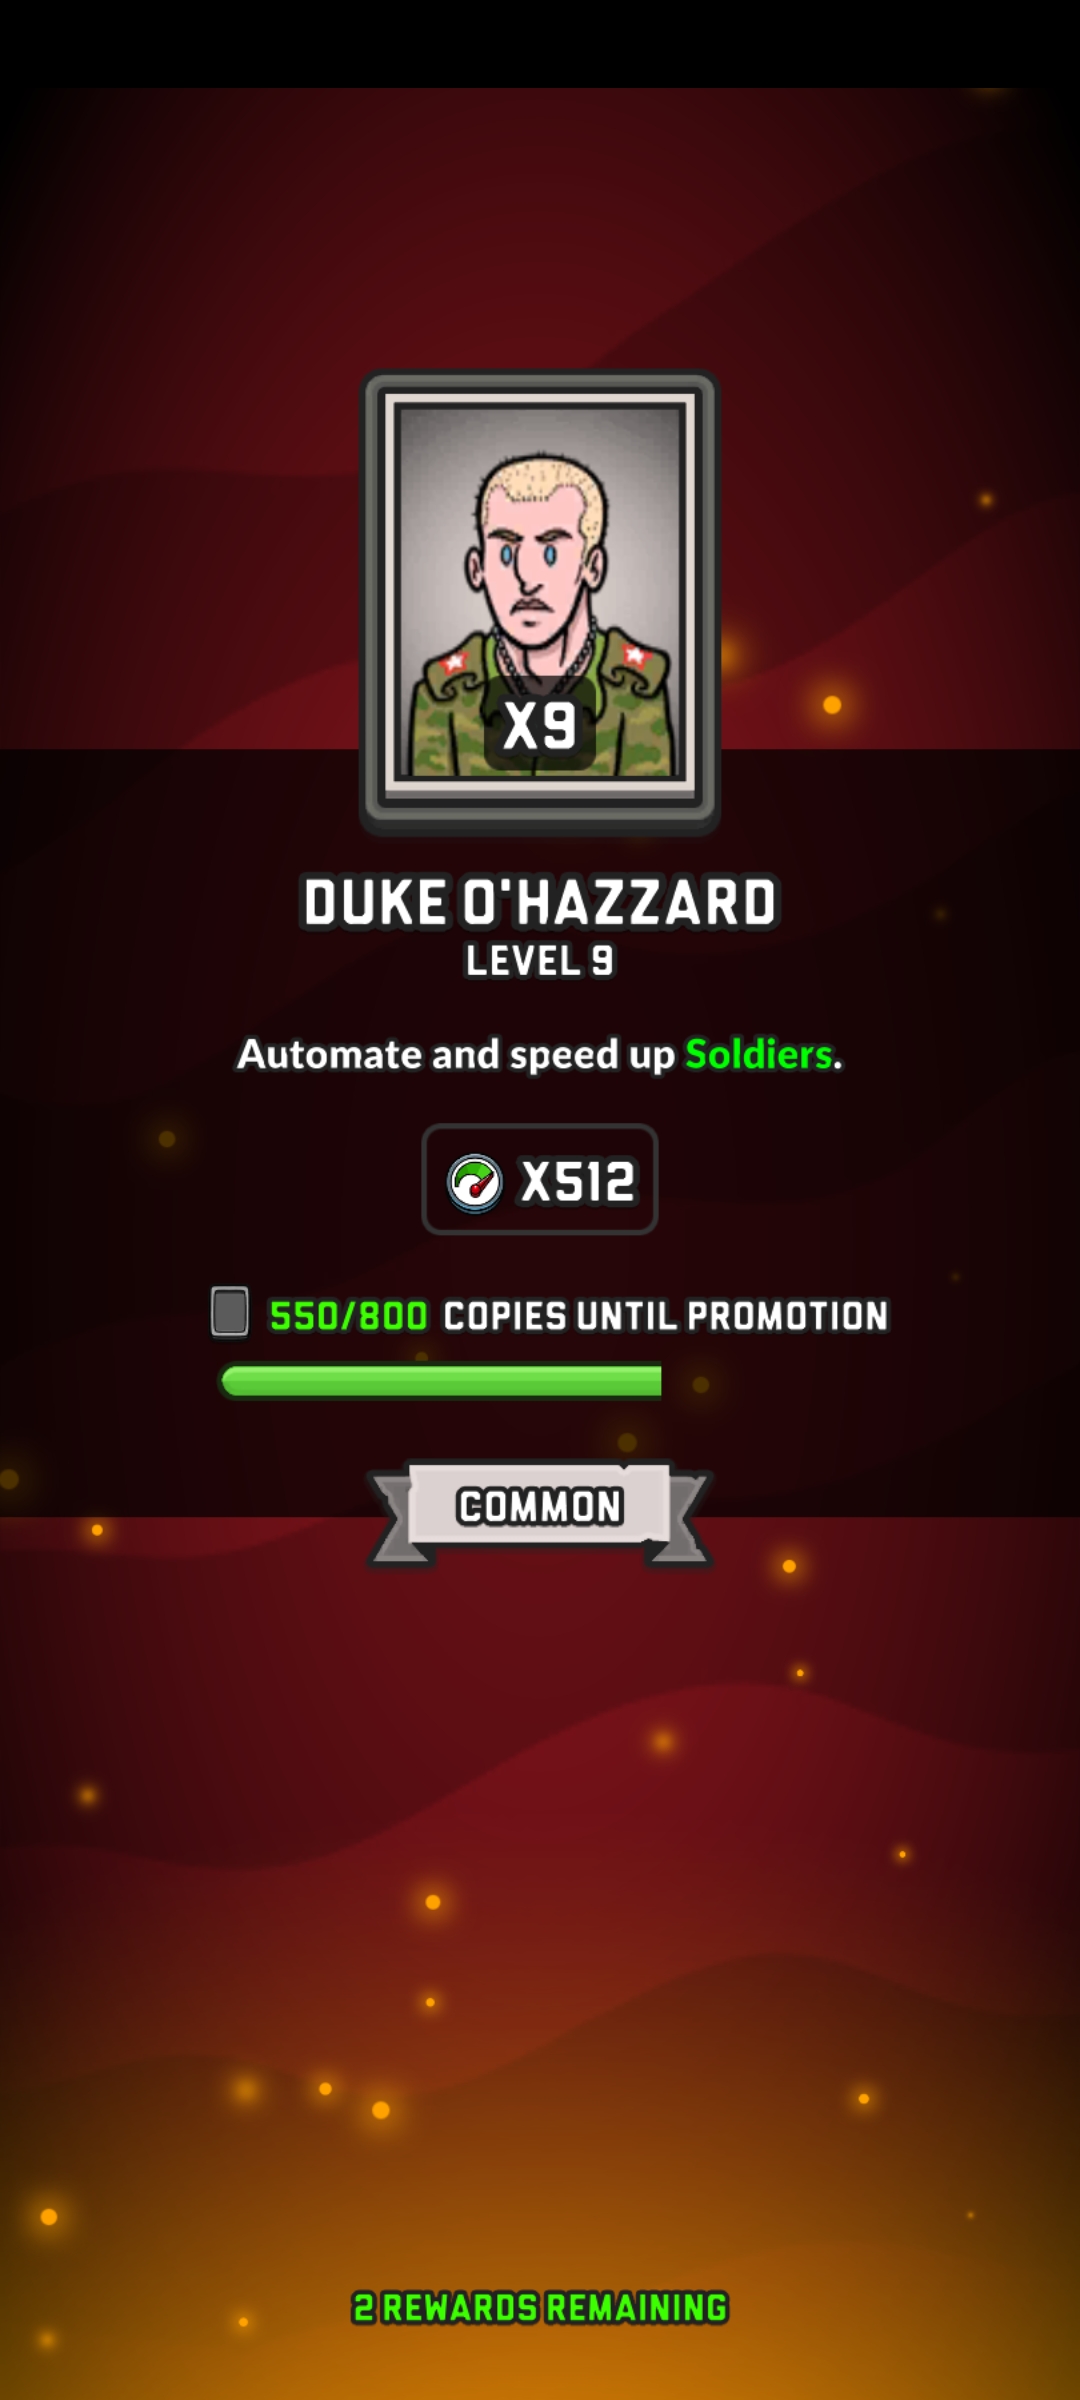 X9
DUKE O'HAZZARD
LEVEL 9
Automate and speed up Soldiers.
X512
550/800 COPIES UNTIL PROMOTION
COMMON
2 REWARDS REMAINING